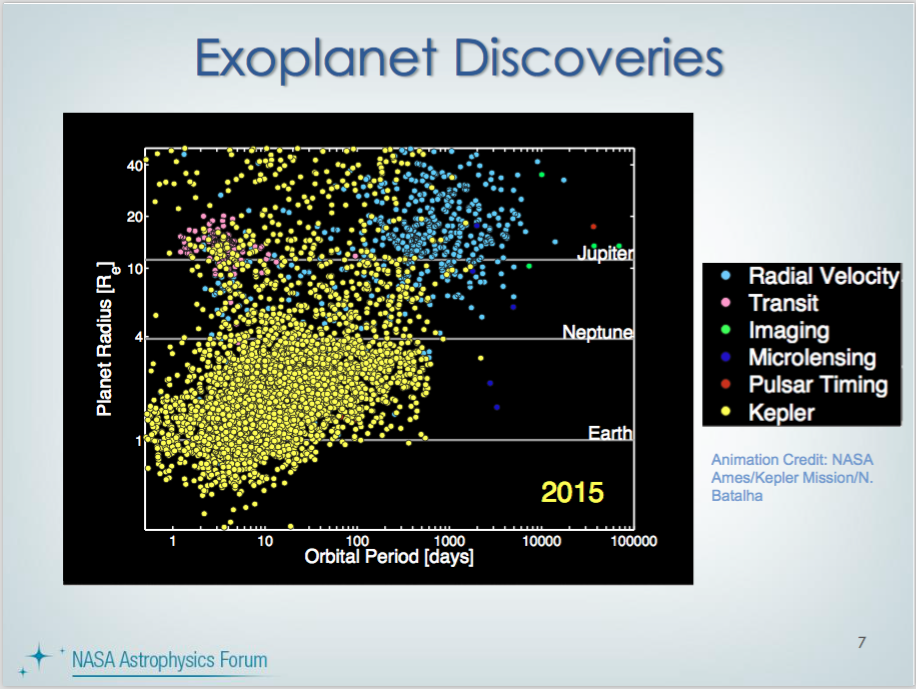 Exoplanet Discoveries
40
20
10
4
1
Planet Radius [Re]
Jupiter
Neptune
Earth
2015
1 10 100 1000 10000 100000
Orbital Period [days]
Radial Velocity
Transit
Imaging
Microlensing
Pulsar Timing
Kepler
Animation Credit: NASA
Ames/Kepler Mission/N.
Batalha
7
NASA Astrophysics Forum